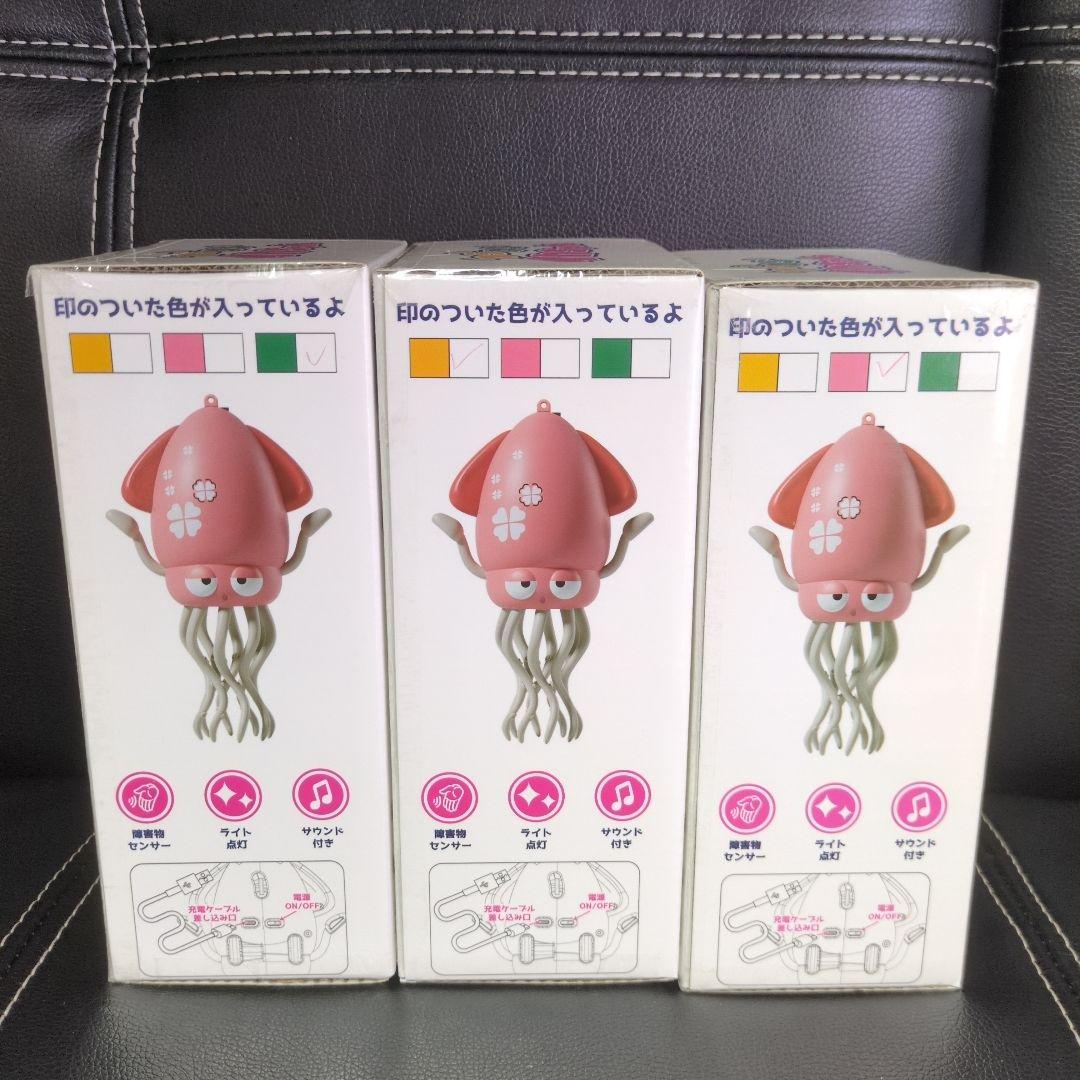 印のついた色が入っているよ
障害物
センサー
ライト
点灯
サウンド
付き
充電ケーブル
差し込み口
電源
ON/OFF
印のついた色が入っているよ
障害物
センサー
ライト
点灯
サウンド
付き
充電ケーブル
差し込み口
電源
ON/OFF
印のついた色が入っているよ
障害物
センサー
ライト
点灯
サウンド
付き
充電ケーブル
差し込み口
電源
ON/OFF